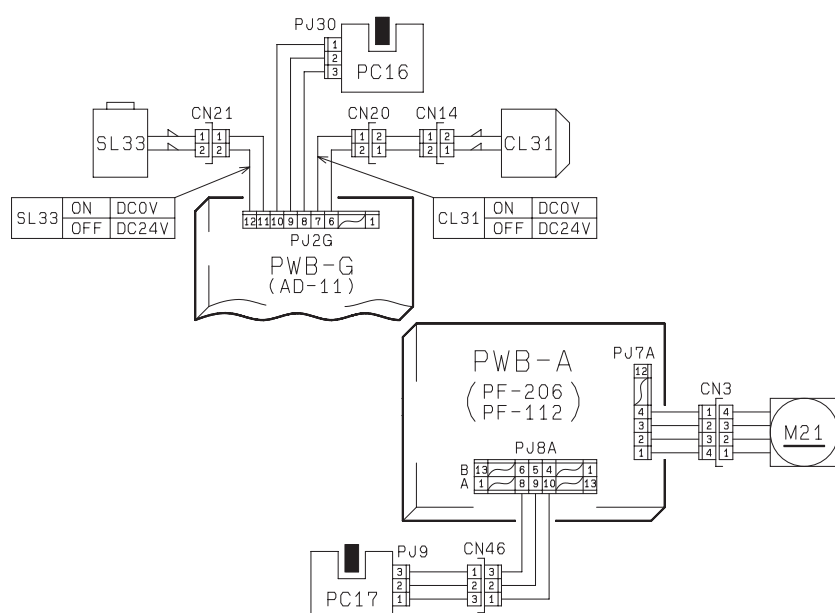 PJ30
1
2
3
PC16
SL33
CN21
1 1
2 2
CN20
1 2
2 1
CN14
1 2
2 1
CL31
SL33 ON DC0V
OFF DC24V
CL31 ON DC0V
OFF DC24V
12 11 10 9 8 7 6 1
PJ2G
PWB-G
(AD-11)
PWB-A
(PF-206
PF-112)
PJ7A
12
4
3
2
1
CN3
1 4
2 3
3 2
4 1
M21
PJ8A
B 13 6 5 4 1
A 1 8 9 10 13
PC17
PJ9
3
2
1
CN46
1 3
2 2
3 1